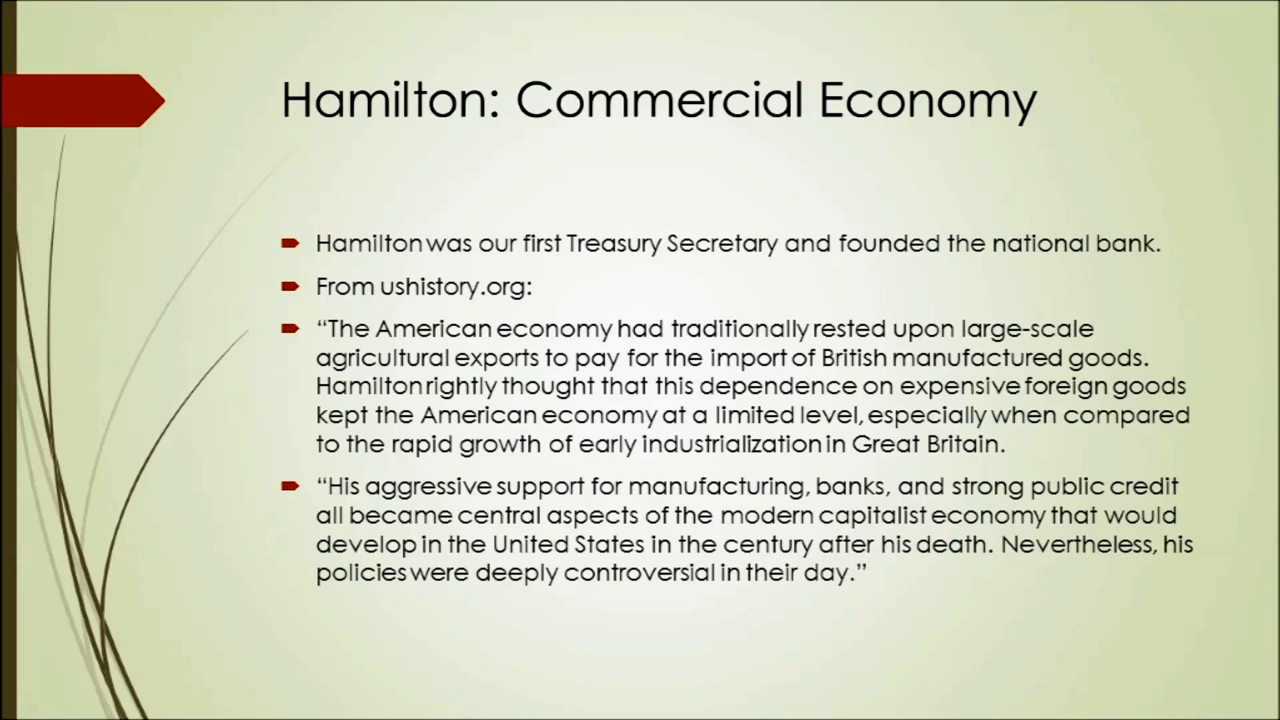 Hamilton: Commercial Economy
Hamilton was our first Treasury Secretary and founded the national bank.
From ushistory.org:
“The American economy had traditionally rested upon large-scale
agricultural exports to pay for the import of British manufactured goods.
Hamilton rightly thought that this dependence on expensive foreign goods
kept the American economy at a limited level, especially when compared
to the rapid growth of early industrialization in Great Britain.
“His aggressive support for manufacturing, banks, and strong public credit
all became central aspects of the modern capitalist economy that would
develop in the United States in the century after his death. Nevertheless, his
policies were deeply controversial in their day.”